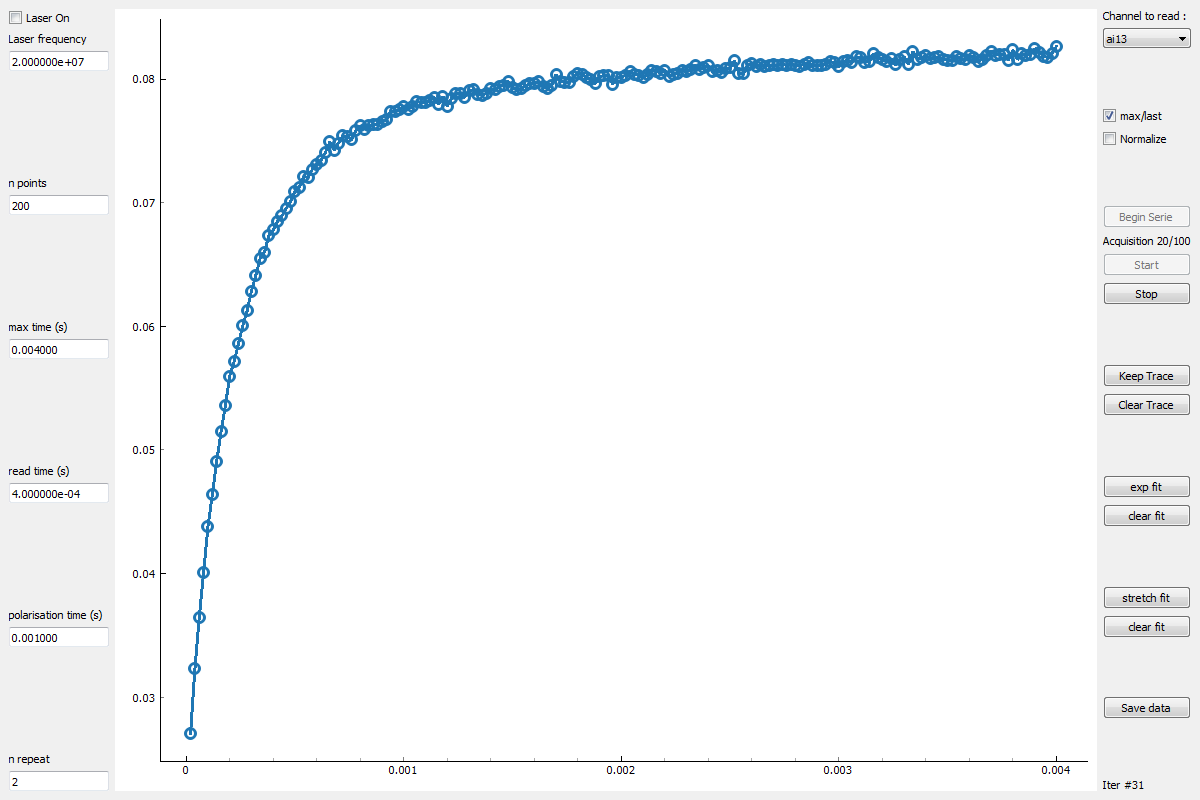 Laser On
Laser frequency
2.000000e+07
n points
200
max time (s)
0.004000
read time (s)
4.000000e-04
polarisation time (s)
0.001000
n repeat
2
0.08
0.07
0.06
0.05
0.04
0.03
0
0.001
0.002
0.003
0.004
Channel to read :
ai13
max/last
Normalize
Begin Serie
Acquisition 20/100
Start
Stop
Keep Trace
Clear Trace
exp fit
clear fit
stretch fit
clear fit
Save data
Iter #31